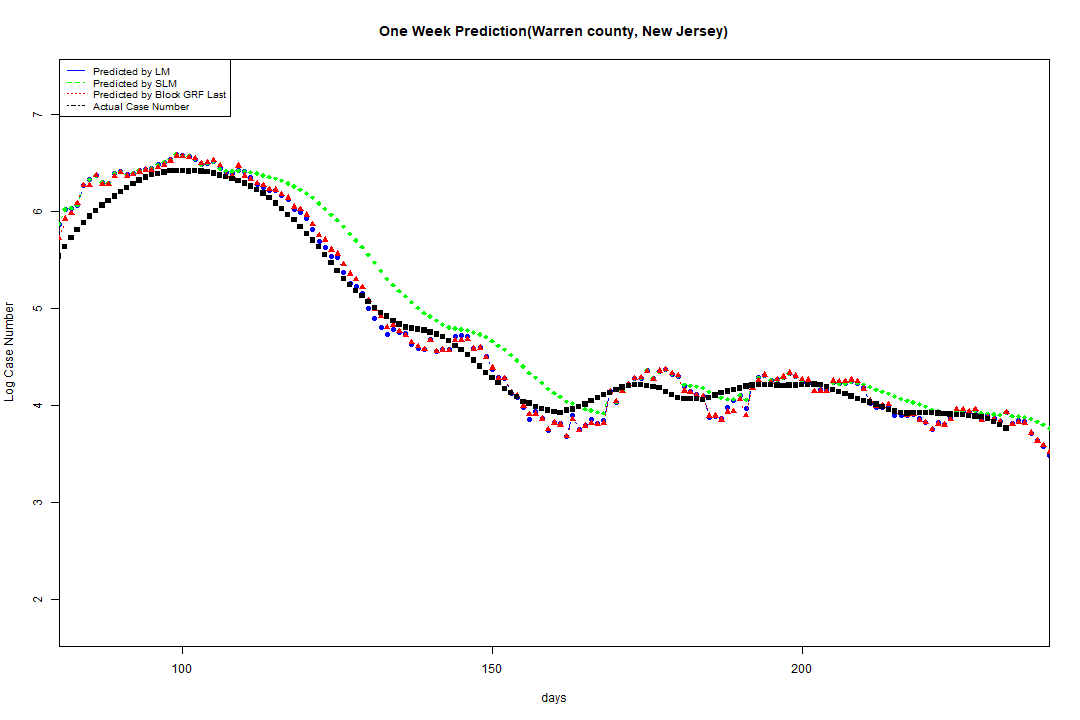 One Week Prediction(Warren county, New Jersey)
Predicted by LM
Predicted by SLM
Predicted by Block GRF Last
Actual Case Number
7
6
5
4
3
2
Log Case Number
100 150 200
days